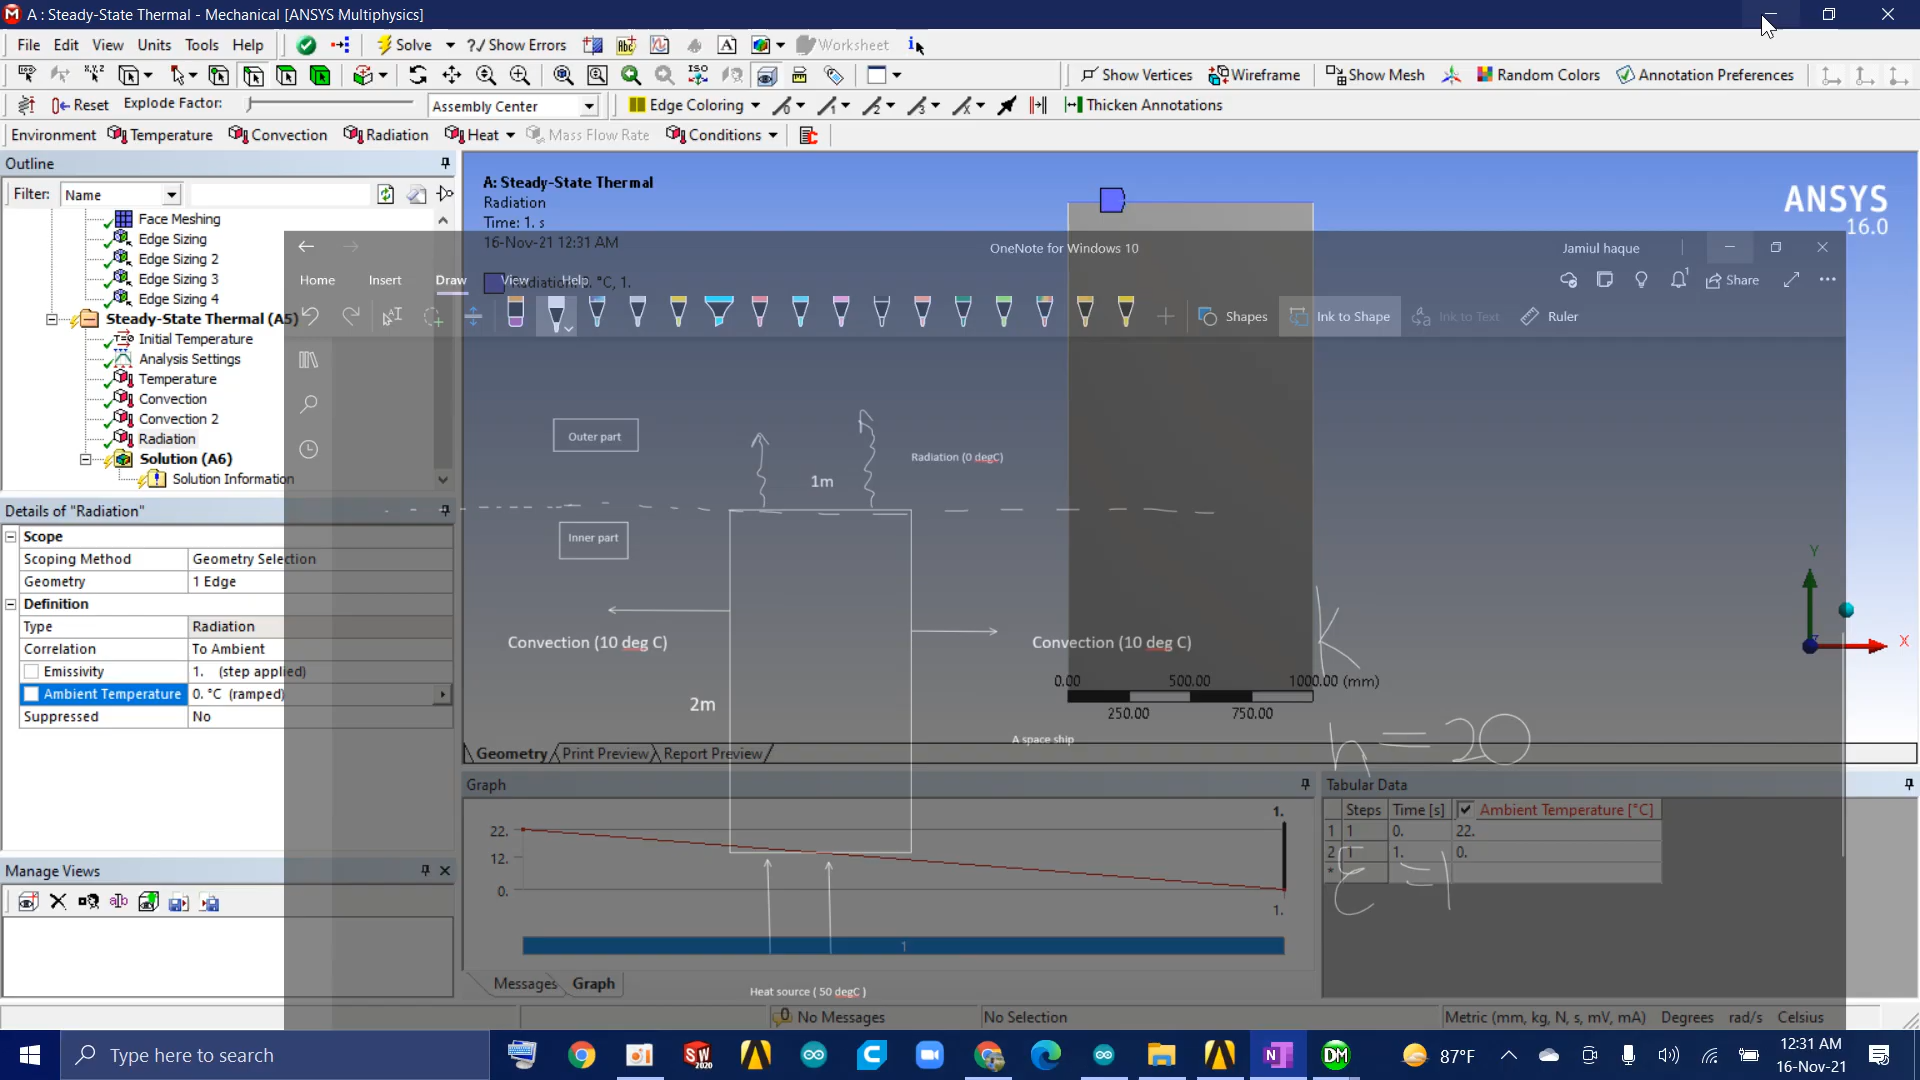 A : Steady-State Thermal - Mechanical [ANSYS Multiphysics]
File Edit View Units Tools Help Solve ?/ Show Errors Worksheet
Show Vertices Wireframe Show Mesh Random Colors Annotation Preferences
Reset Explode Factor: Assembly Center Edge Coloring Thicken Annotations
Environment Temperature Convection Radiation Heat Mass Flow Rate Conditions
Outline
Filter: Name
Face Meshing
Edge Sizing
Edge Sizing 2
Edge Sizing 3
Edge Sizing 4
Steady-State Thermal (A5)
Initial Temperature
Analysis Settings
Temperature
Convection
Convection 2
Radiation
Solution (A6)
Solution Information
Details of "Radiation"
Scope
Scoping Method Geometry Selection
Geometry 1 Edge
Definition
Type Radiation
Correlation To Ambient
Emissivity 1. (step applied)
Ambient Temperature 0. °C (ramped)
Suppressed No
Manage Views
A: Steady-State Thermal
Radiation
Time: 1. s
16-Nov-21 12:31 AM
Radiation: 0. °C, 1.
ANSYS
16.0
OneNote for Windows 10
Jamiul haque
Home Insert Draw View Help
Share
Shapes Ink to Shape Ink to Text Ruler
Outer part
Radiation (0 degC)
1m
Inner part
Convection (10 deg C)
Convection (10 deg C)
2m
A space ship
Heat source ( 50 degC )
K
h = 20
ε = 1
Y
X
0.00 500.00 1000.00 (mm)
250.00 750.00
Geometry Print Preview Report Preview
Graph
1.
22.
12.
0.
1.
1
Messages Graph
Tabular Data
Steps Time [s] Ambient Temperature [°C]
1 1 0. 22.
2 1 1. 0.
*
0 No Messages No Selection Metric (mm, kg, N, s, mV, mA) Degrees rad/s Celsius
Type here to search
87°F
12:31 AM
16-Nov-21